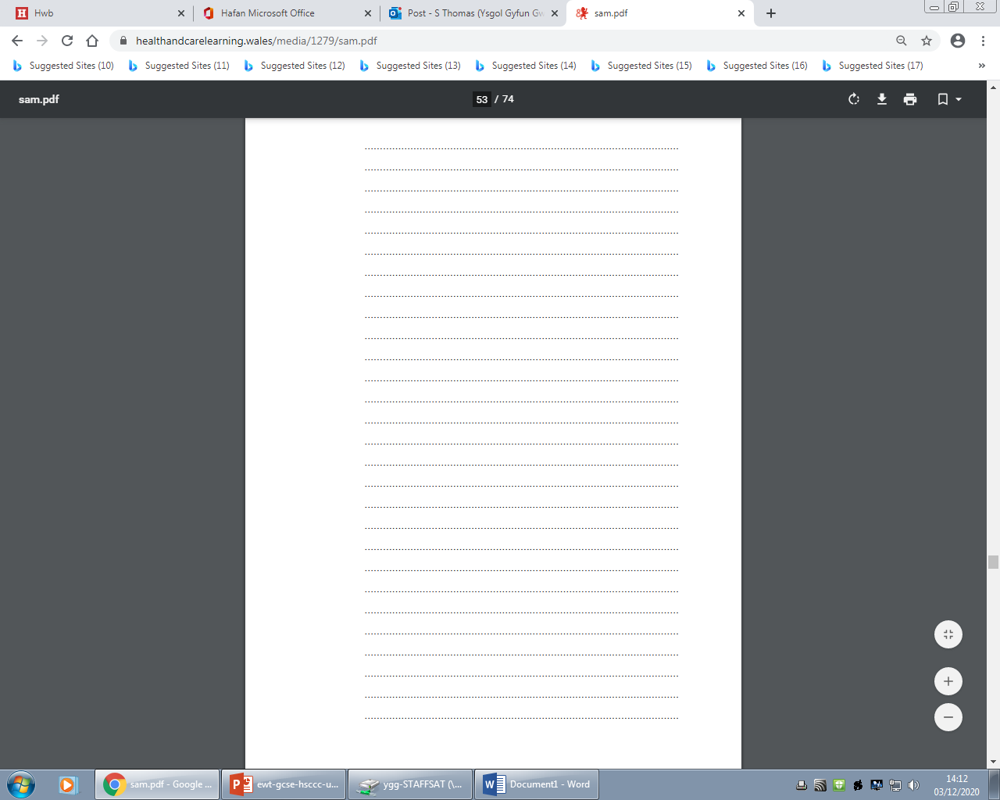 Hwb
Hafan Microsoft Office
Post - S Thomas (Ysgol Gyfun Gw
sam.pdf
healthandcarelearning.wales/media/1279/sam.pdf
Suggested Sites (10)
Suggested Sites (11)
Suggested Sites (12)
Suggested Sites (13)
Suggested Sites (14)
Suggested Sites (15)
Suggested Sites (16)
Suggested Sites (17)
sam.pdf
53 / 74
sam.pdf - Google ...
ewt-gcse-hsccc-u...
ygg-STAFFSAT (\...
Document1 - Word
14:12
03/12/2020